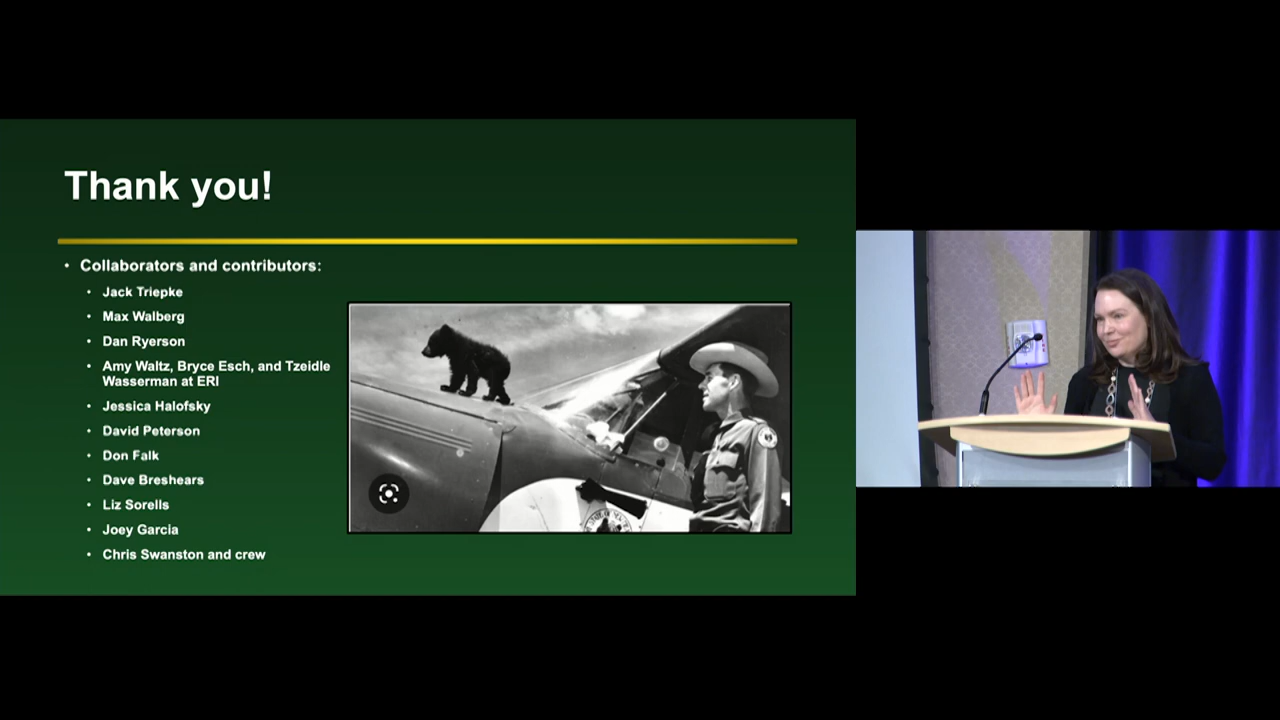 Thank you!
• Collaborators and contributors:
• Jack Triepke
• Max Walberg
• Dan Ryerson
• Amy Waltz, Bryce Esch, and Tzeidle
Wasserman at ERI
• Jessica Halofsky
• David Peterson
• Don Falk
• Dave Breshears
• Liz Sorells
• Joey Garcia
• Chris Swanston and crew